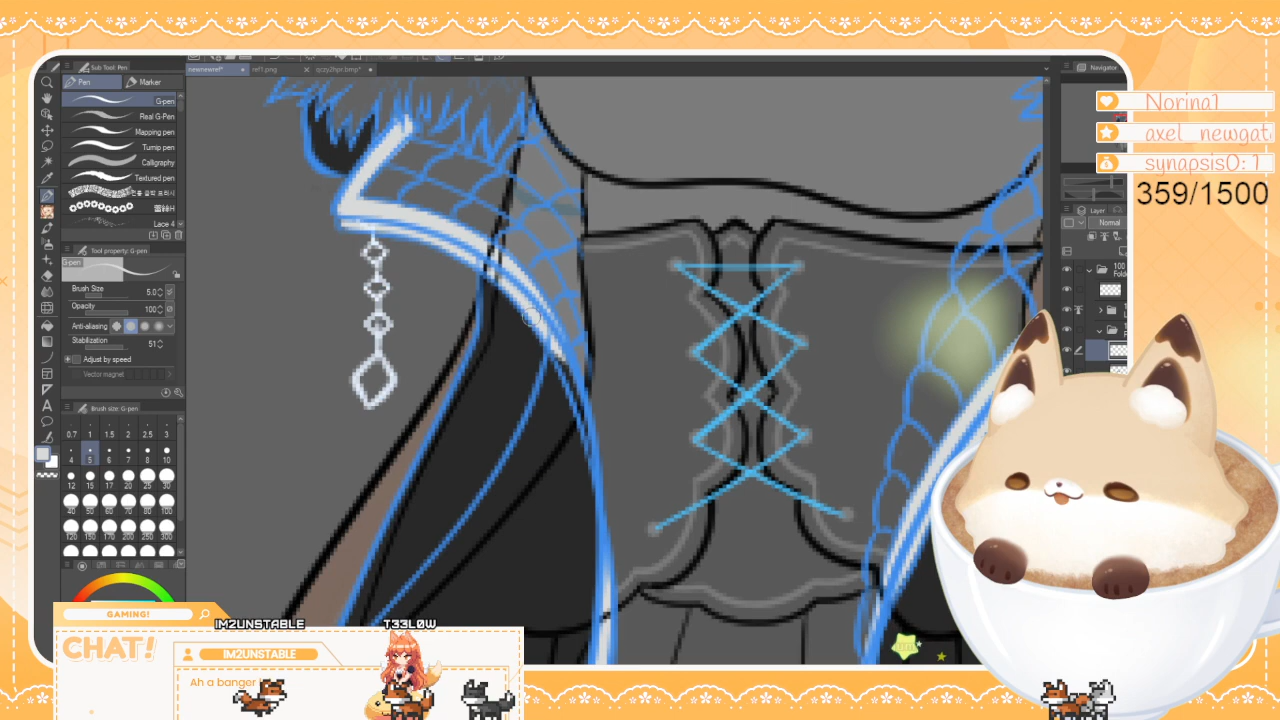 Sub Tool: Pen
Pen
Marker
G-pen
Real G-Pen
Mapping pen
Turnip pen
Calligraphy
Textured pen
Lace 4
Tool property: G-pen
G-pen
Brush Size 5.0
Opacity 100
Anti-aliasing
Stabilization 51
Adjust by speed
Vector magnet
Brush size: G-pen
0.7 1 1.5 2 2.5 3
4 5 6 7 8 10
12 15 17 20 25 30
40 50 60 70 80 100
120 150 170 200 250 300
newnewref*
ref1.png
Navigator
Layer
Normal
100
Folde
Norina1
axel_newgat
synapsis0: 1
359/1500
GAMING!
CHAT!
IM2UNSTABLE
T33L0W
IM2UNSTABLE
Ah a banger